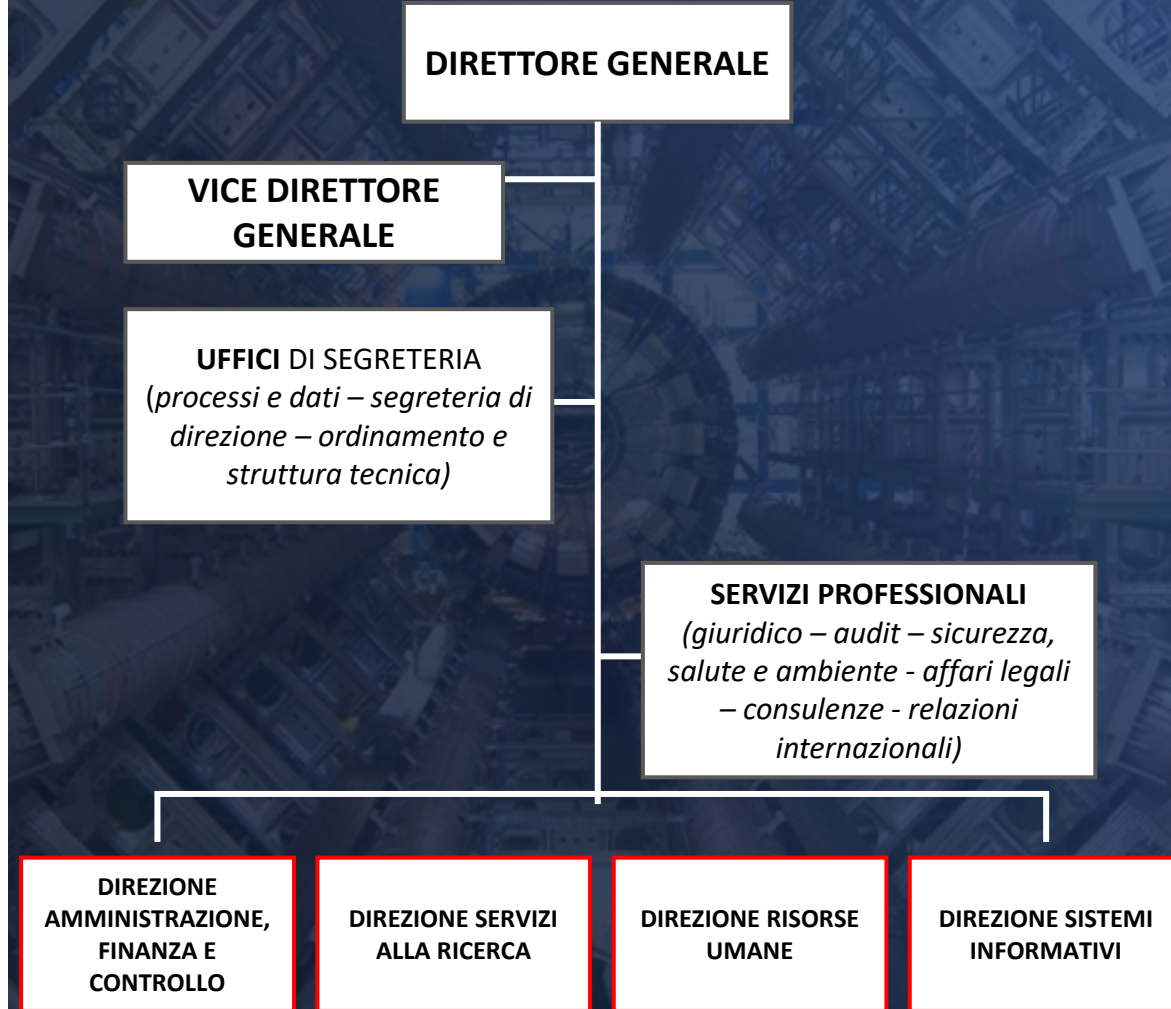 DIRETTORE GENERALE
VICE DIRETTORE
GENERALE
UFFICI DI SEGRETERIA
(processi e dati – segreteria di
direzione – ordinamento e
struttura tecnica)
SERVIZI PROFESSIONALI
(giuridico – audit – sicurezza,
salute e ambiente - affari legali
– consulenze - relazioni
internazionali)
DIREZIONE
AMMINISTRAZIONE,
FINANZA E
CONTROLLO
DIREZIONE SERVIZI
ALLA RICERCA
DIREZIONE RISORSE
UMANE
DIREZIONE SISTEMI
INFORMATIVI